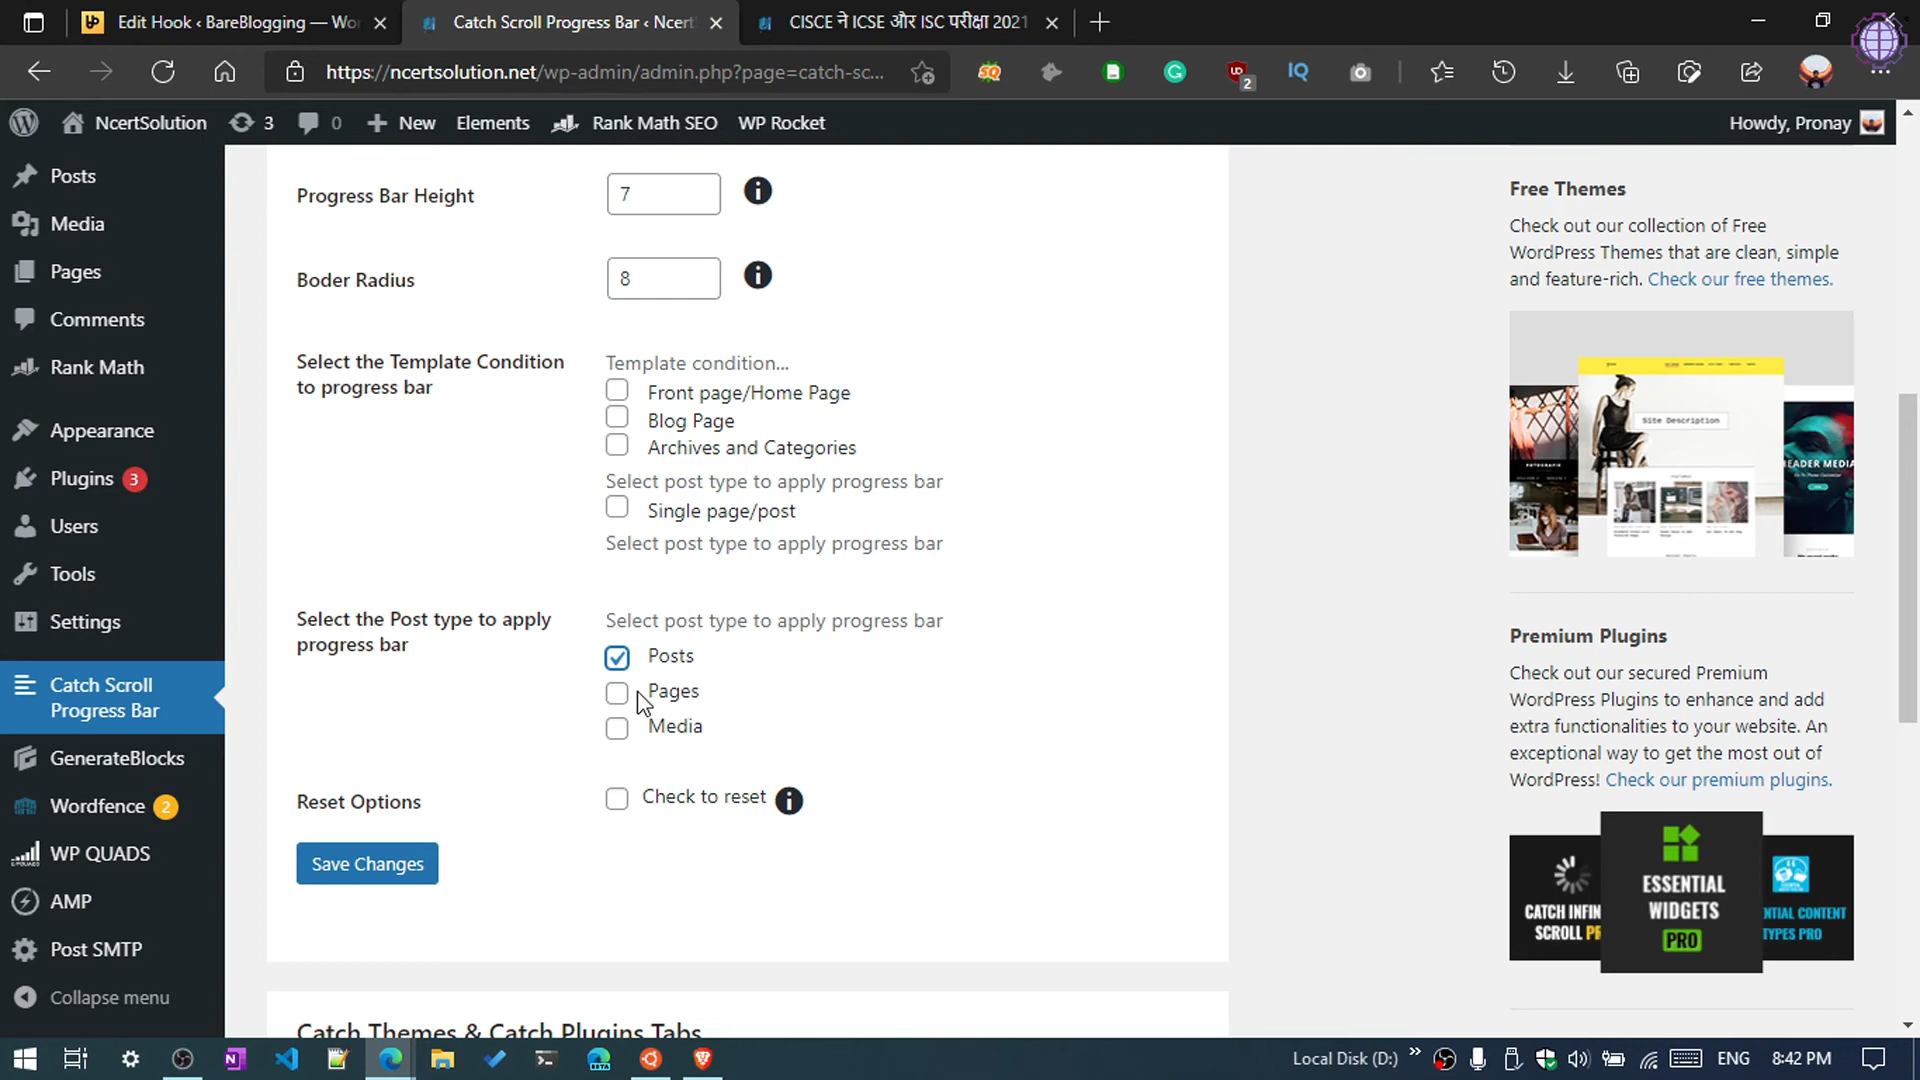 Edit Hook ‹ BareBlogging — Wor
Catch Scroll Progress Bar ‹ Ncert
CISCE ने ICSE और ISC परीक्षा 2021
https://ncertsolution.net/wp-admin/admin.php?page=catch-sc...
2
NcertSolution
3
0
New
Elements
Rank Math SEO
WP Rocket
Howdy, Pronay
Posts
Media
Pages
Comments
Rank Math
Appearance
Plugins 3
Users
Tools
Settings
Catch Scroll
Progress Bar
GenerateBlocks
Wordfence 2
WP QUADS
AMP
Post SMTP
Collapse menu
Progress Bar Height
7
Boder Radius
8
Select the Template Condition
to progress bar
Template condition...
Front page/Home Page
Blog Page
Archives and Categories
Select post type to apply progress bar
Single page/post
Select post type to apply progress bar
Select the Post type to apply
progress bar
Select post type to apply progress bar
Posts
Pages
Media
Reset Options
Check to reset
Save Changes
Catch Themes & Catch Plugins Tabs
Free Themes
Check out our collection of Free
WordPress Themes that are clean, simple
and feature-rich. Check our free themes.
Site Description
EADER MEDIA
Premium Plugins
Check out our secured Premium
WordPress Plugins to enhance and add
extra functionalities to your website. An
exceptional way to get the most out of
WordPress! Check our premium plugins.
CATCH INFIN
SCROLL PR
ESSENTIAL
WIDGETS
PRO
NTIAL CONTENT
TYPES PRO
Local Disk (D:)
ENG
8:42 PM